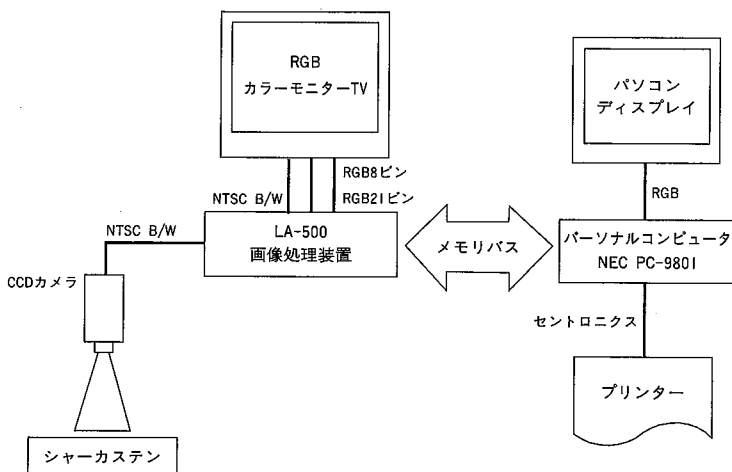 RGB
カラーモニターTV
パソコン
ディスプレイ
RGB8ピン
NTSC B/W
RGB21ピン
RGB
NTSC B/W
LA-500
画像処理装置
メモリバス
パーソナルコンピュータ
NEC PC-9801
CCDカメラ
セントロニクス
プリンター
シャーカステン